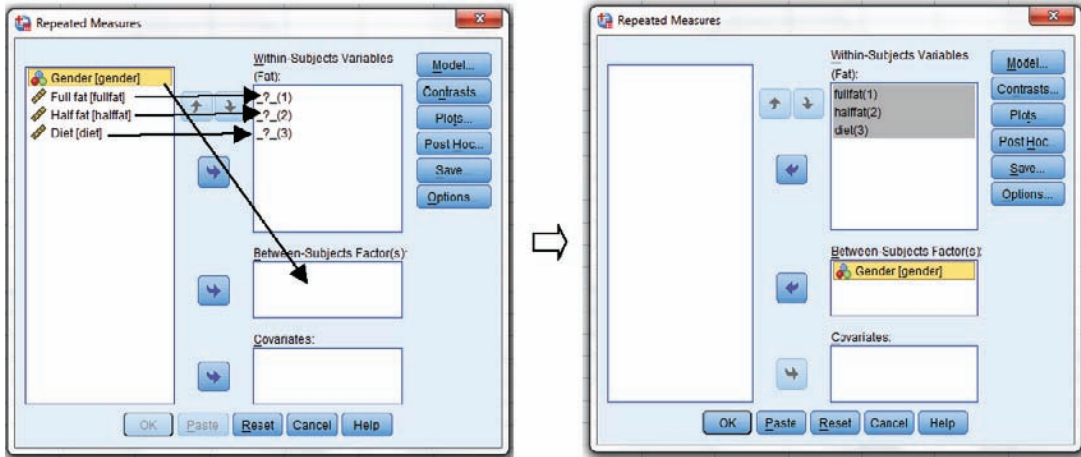 Repeated Measures
Within-Subjects Variables
(Fat):
Gender [gender]
Full fat [fullfat]
Half fat [halffat]
Diet [diet]
_?_(1)
_?_(2)
_?_(3)
Model...
Contrasts...
Plots...
Post Hoc...
Save...
Options...
Between-Subjects Factor(s):
Covariates:
OK Paste Reset Cancel Help
Repeated Measures
Within-Subjects Variables
(Fat):
fullfat(1)
halffat(2)
diet(3)
Model...
Contrasts...
Plots...
Post Hoc...
Save...
Options...
Between-Subjects Factor(s):
Gender [gender]
Covariates:
OK Paste Reset Cancel Help